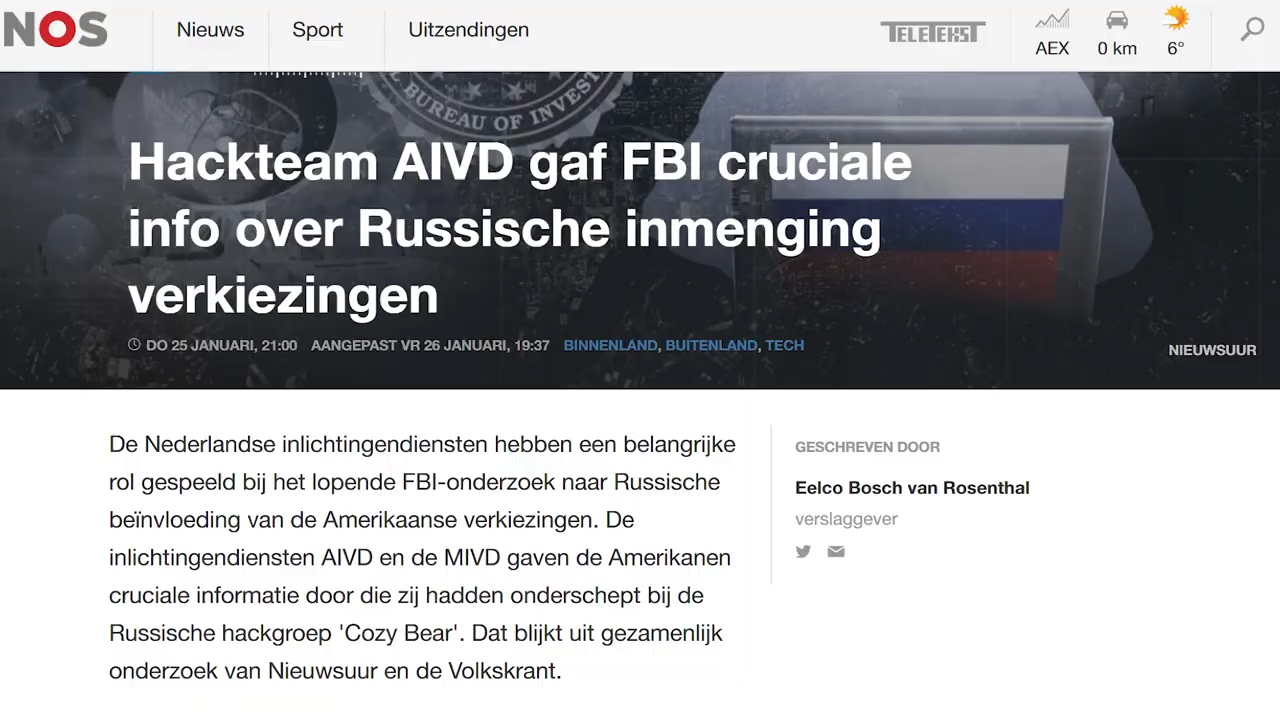 NOS
Nieuws
Sport
Uitzendingen
TELETEKST
AEX
0 km
6°
BUREAU OF INVEST
Hackteam AIVD gaf FBI cruciale
info over Russische inmenging
verkiezingen
DO 25 JANUARI, 21:00 AANGEPAST VR 26 JANUARI, 19:37 BINNENLAND, BUITENLAND, TECH
NIEUWSUUR
De Nederlandse inlichtingendiensten hebben een belangrijke
rol gespeeld bij het lopende FBI-onderzoek naar Russische
beïnvloeding van de Amerikaanse verkiezingen. De
inlichtingendiensten AIVD en de MIVD gaven de Amerikanen
cruciale informatie door die zij hadden onderschept bij de
Russische hackgroep 'Cozy Bear'. Dat blijkt uit gezamenlijk
onderzoek van Nieuwsuur en de Volkskrant.
GESCHREVEN DOOR
Eelco Bosch van Rosenthal
verslaggever